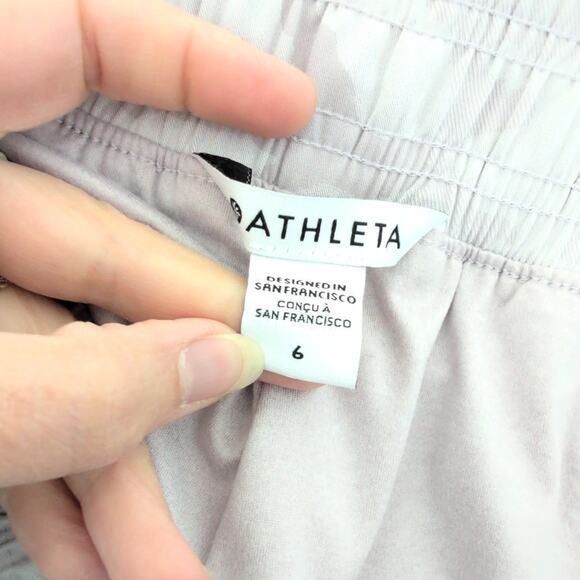 ATHLETA
DESIGNED IN
SAN FRANCISCO
CONÇU À
SAN FRANCISCO
6